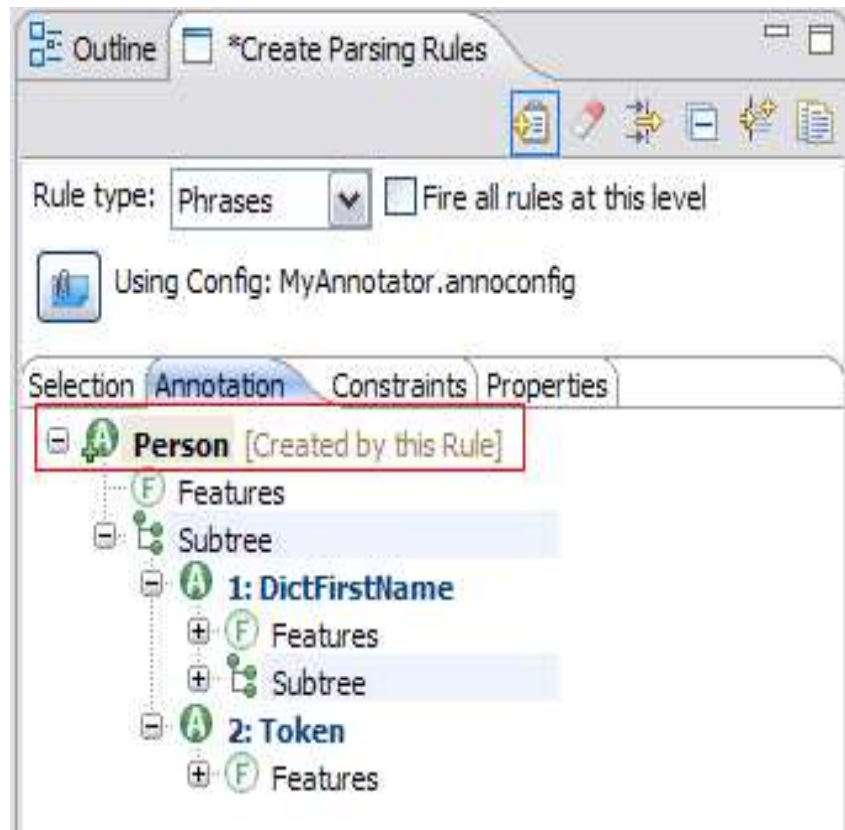 Outline *Create Parsing Rules
Rule type: Phrases Fire all rules at this level
Using Config: MyAnnotator.annoconfig
Selection Annotation Constraints Properties
Person [Created by this Rule]
F Features
Subtree
A 1: DictFirstName
F Features
Subtree
A 2: Token
F Features